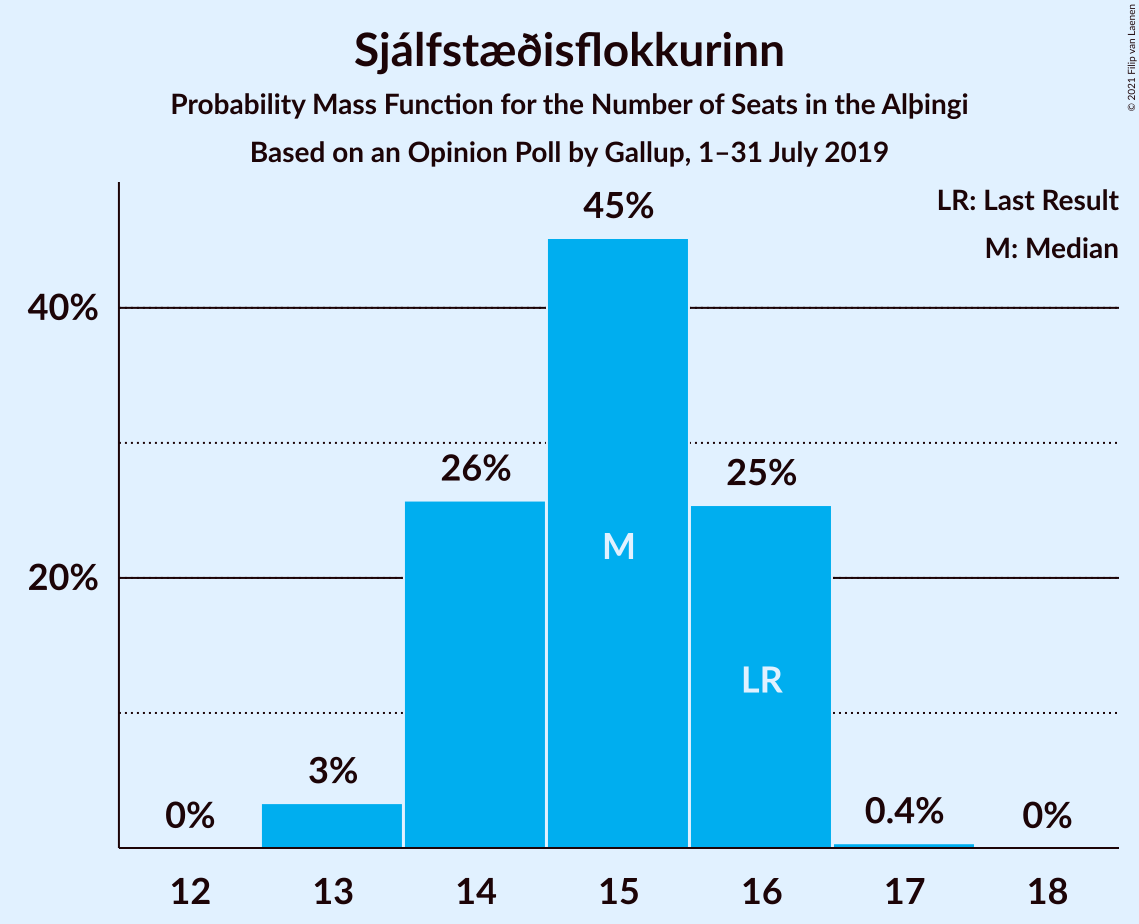 Sjálfstæðisflokkurinn
Probability Mass Function for the Number of Seats in the Alþingi
Based on an Opinion Poll by Gallup, 1–31 July 2019
© 2021 Filip van Laenen
LR: Last Result
M: Median
45%
40%
26%
25%
M
20%
LR
3%
0%
0.4%
0%
12 13 14 15 16 17 18